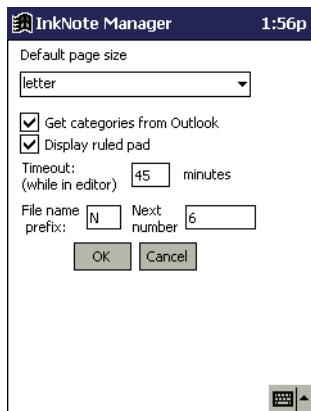 InkNote Manager 1:56p
Default page size
letter
Get categories from Outlook
Display ruled pad
Timeout:
(while in editor) 45 minutes
File name prefix: N Next number 6
OK Cancel